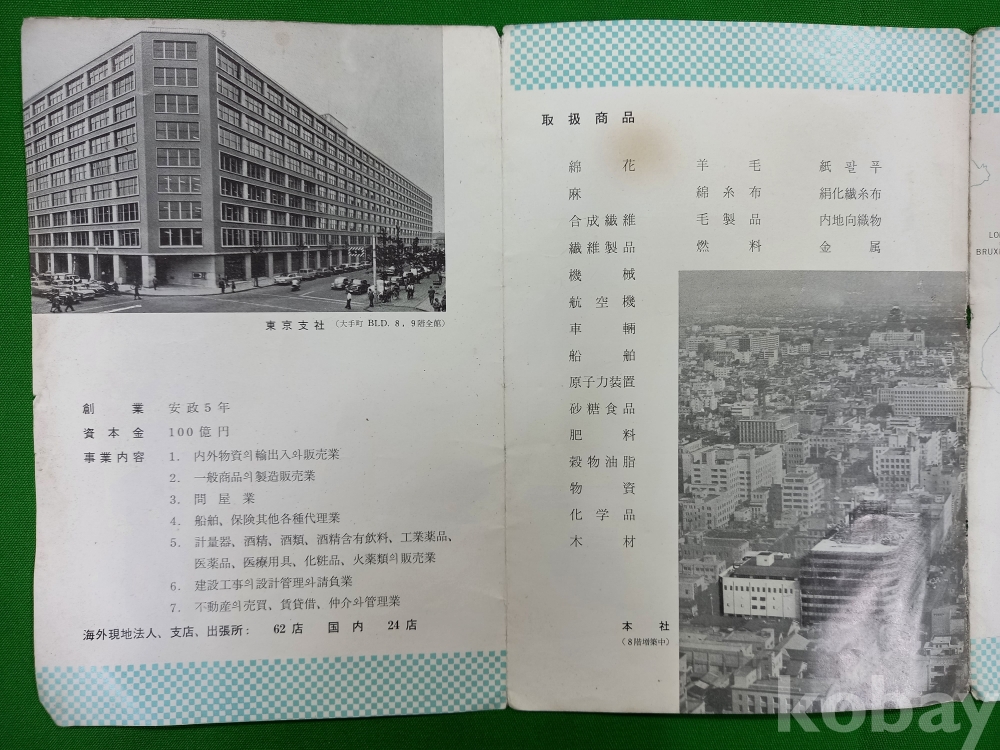 東京支社 (大手町 BLD. 8, 9階全館)
創業 安政5年
資本金 100億円
事業内容 1. 内外物資의輸出入와販売業
2. 一般商品의製造販売業
3. 問屋業
4. 船舶、保険其他各種代理業
5. 計量器、酒精、酒類、酒精含有飲料、工業薬品、
医薬品、医療用具、化粧品、火薬類의販売業
6. 建設工事의設計管理와請負業
7. 不動産의売買、賃貸借、仲介와管理業
海外現地法人、支店、出張所: 62店 国内 24店
取扱商品
綿花 羊毛 紙팔푸
麻 綿糸布 絹化繊糸布
合成繊維 毛製品 内地向織物
繊維製品 燃料 金属
機械
航空機
車輛
船舶
原子力装置
砂糖食品
肥料
穀物油脂
物資
化学品
木材
本社
(8階増築中)
BRUX
kobay